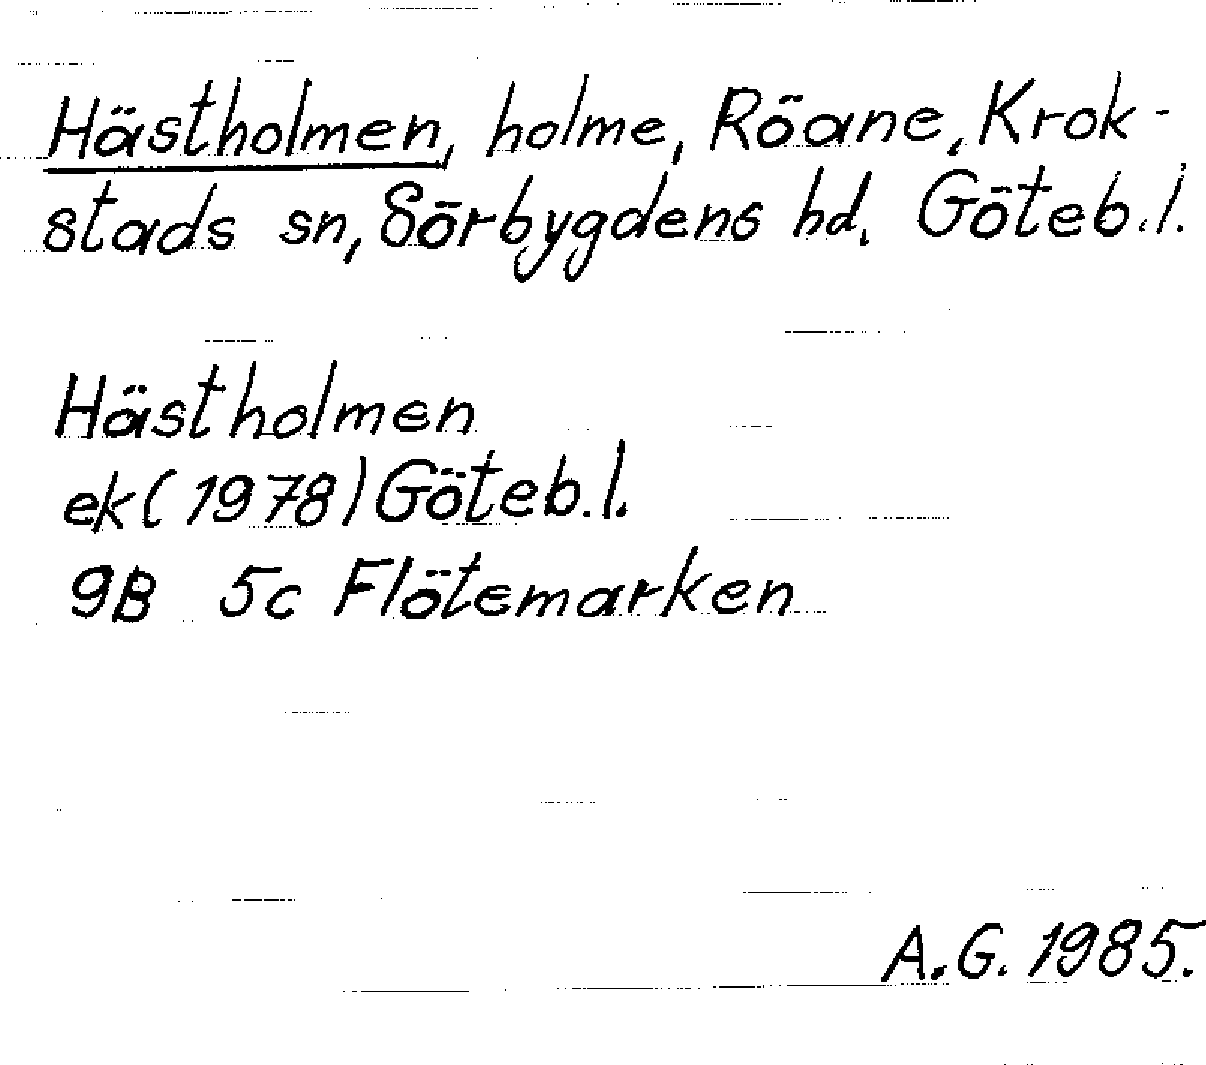 Hästholmen, holme, Röane, Krok-
stads sn, Sörbygdens hd. Göteb.l.
Hästholmen
ek(1978)Göteb.l.
9B 5c Flötemarken
A.G. 1985.